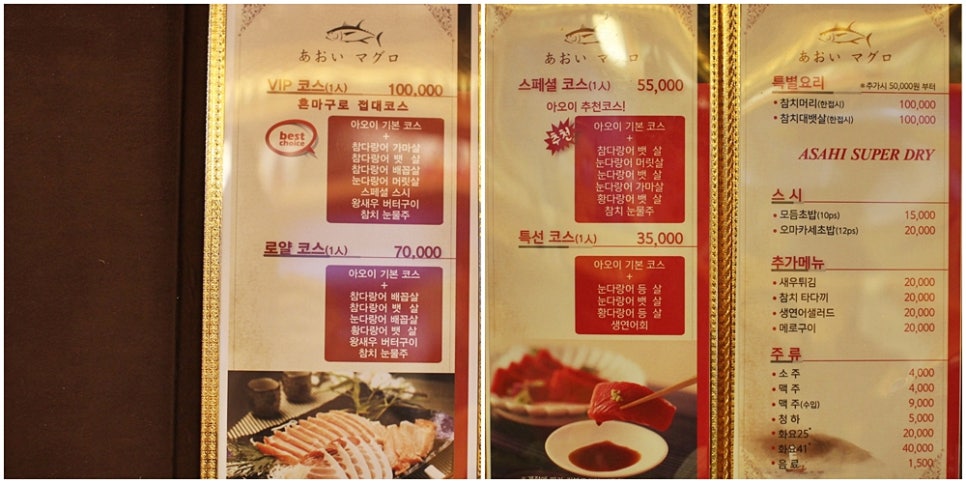 あおい マグロ
VIP 코스(1人) 100,000
혼마구로 접대코스
best choice
아오이 기본 코스
+
참다랑어 가마살
참다랑어 뱃 살
참다랑어 배꼽살
눈다랑어 머릿살
스페셜 스시
왕새우 버터구이
참치 눈물주
로얄 코스(1人) 70,000
아오이 기본 코스
+
참다랑어 배꼽살
참다랑어 뱃 살
눈다랑어 배꼽살
황다랑어 뱃 살
왕새우 버터구이
참치 눈물주
あおい マグロ
스페셜 코스(1人) 55,000
아오이 추천코스!
추천
아오이 기본 코스
+
참다랑어 뱃 살
눈다랑어 머릿살
눈다랑어 뱃 살
눈다랑어 가마살
황다랑어 뱃 살
참치 눈물주
특선 코스(1人) 35,000
아오이 기본 코스
+
눈다랑어 등 살
눈다랑어 뱃 살
황다랑어 등 살
생연어회
あおい マグロ
특별요리 *추가시 50,000원 부터
• 참치머리(한접시) 100,000
• 참치대뱃살(한접시) 100,000
ASAHI SUPER DRY
스 시
• 모듬초밥(10ps) 15,000
• 오마카세초밥(12ps) 20,000
추가메뉴
• 새우튀김 20,000
• 참치 타다끼 20,000
• 생연어샐러드 20,000
• 메로구이 20,000
주 류
• 소 주 4,000
• 맥 주 4,000
• 맥 주(수입) 9,000
• 청 하 5,000
• 화요25˚ 20,000
• 화요41˚ 40,000
• 음 료 1,500